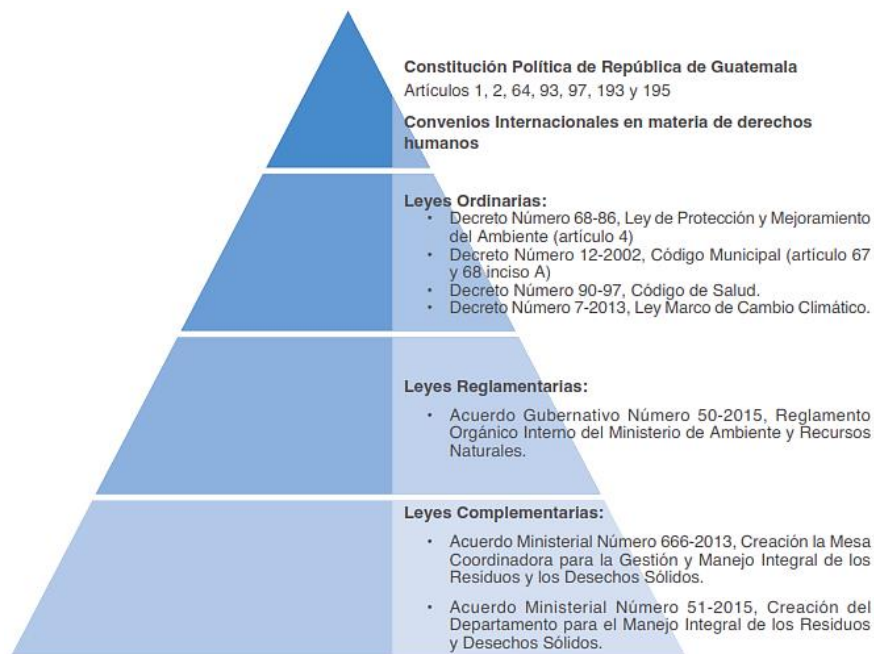 Constitución Política de República de Guatemala
Artículos 1, 2, 64, 93, 97, 193 y 195
Convenios Internacionales en materia de derechos
humanos
Leyes Ordinarias:
• Decreto Número 68-86, Ley de Protección y Mejoramiento
del Ambiente (artículo 4)
• Decreto Número 12-2002, Código Municipal (artículo 67
y 68 inciso A)
• Decreto Número 90-97, Código de Salud.
• Decreto Número 7-2013, Ley Marco de Cambio Climático.
Leyes Reglamentarias:
• Acuerdo Gubernativo Número 50-2015, Reglamento
Orgánico Interno del Ministerio de Ambiente y Recursos
Naturales.
Leyes Complementarias:
• Acuerdo Ministerial Número 666-2013, Creación la Mesa
Coordinadora para la Gestión y Manejo Integral de los
Residuos y los Desechos Sólidos.
• Acuerdo Ministerial Número 51-2015, Creación del
Departamento para el Manejo Integral de los Residuos
y Desechos Sólidos.